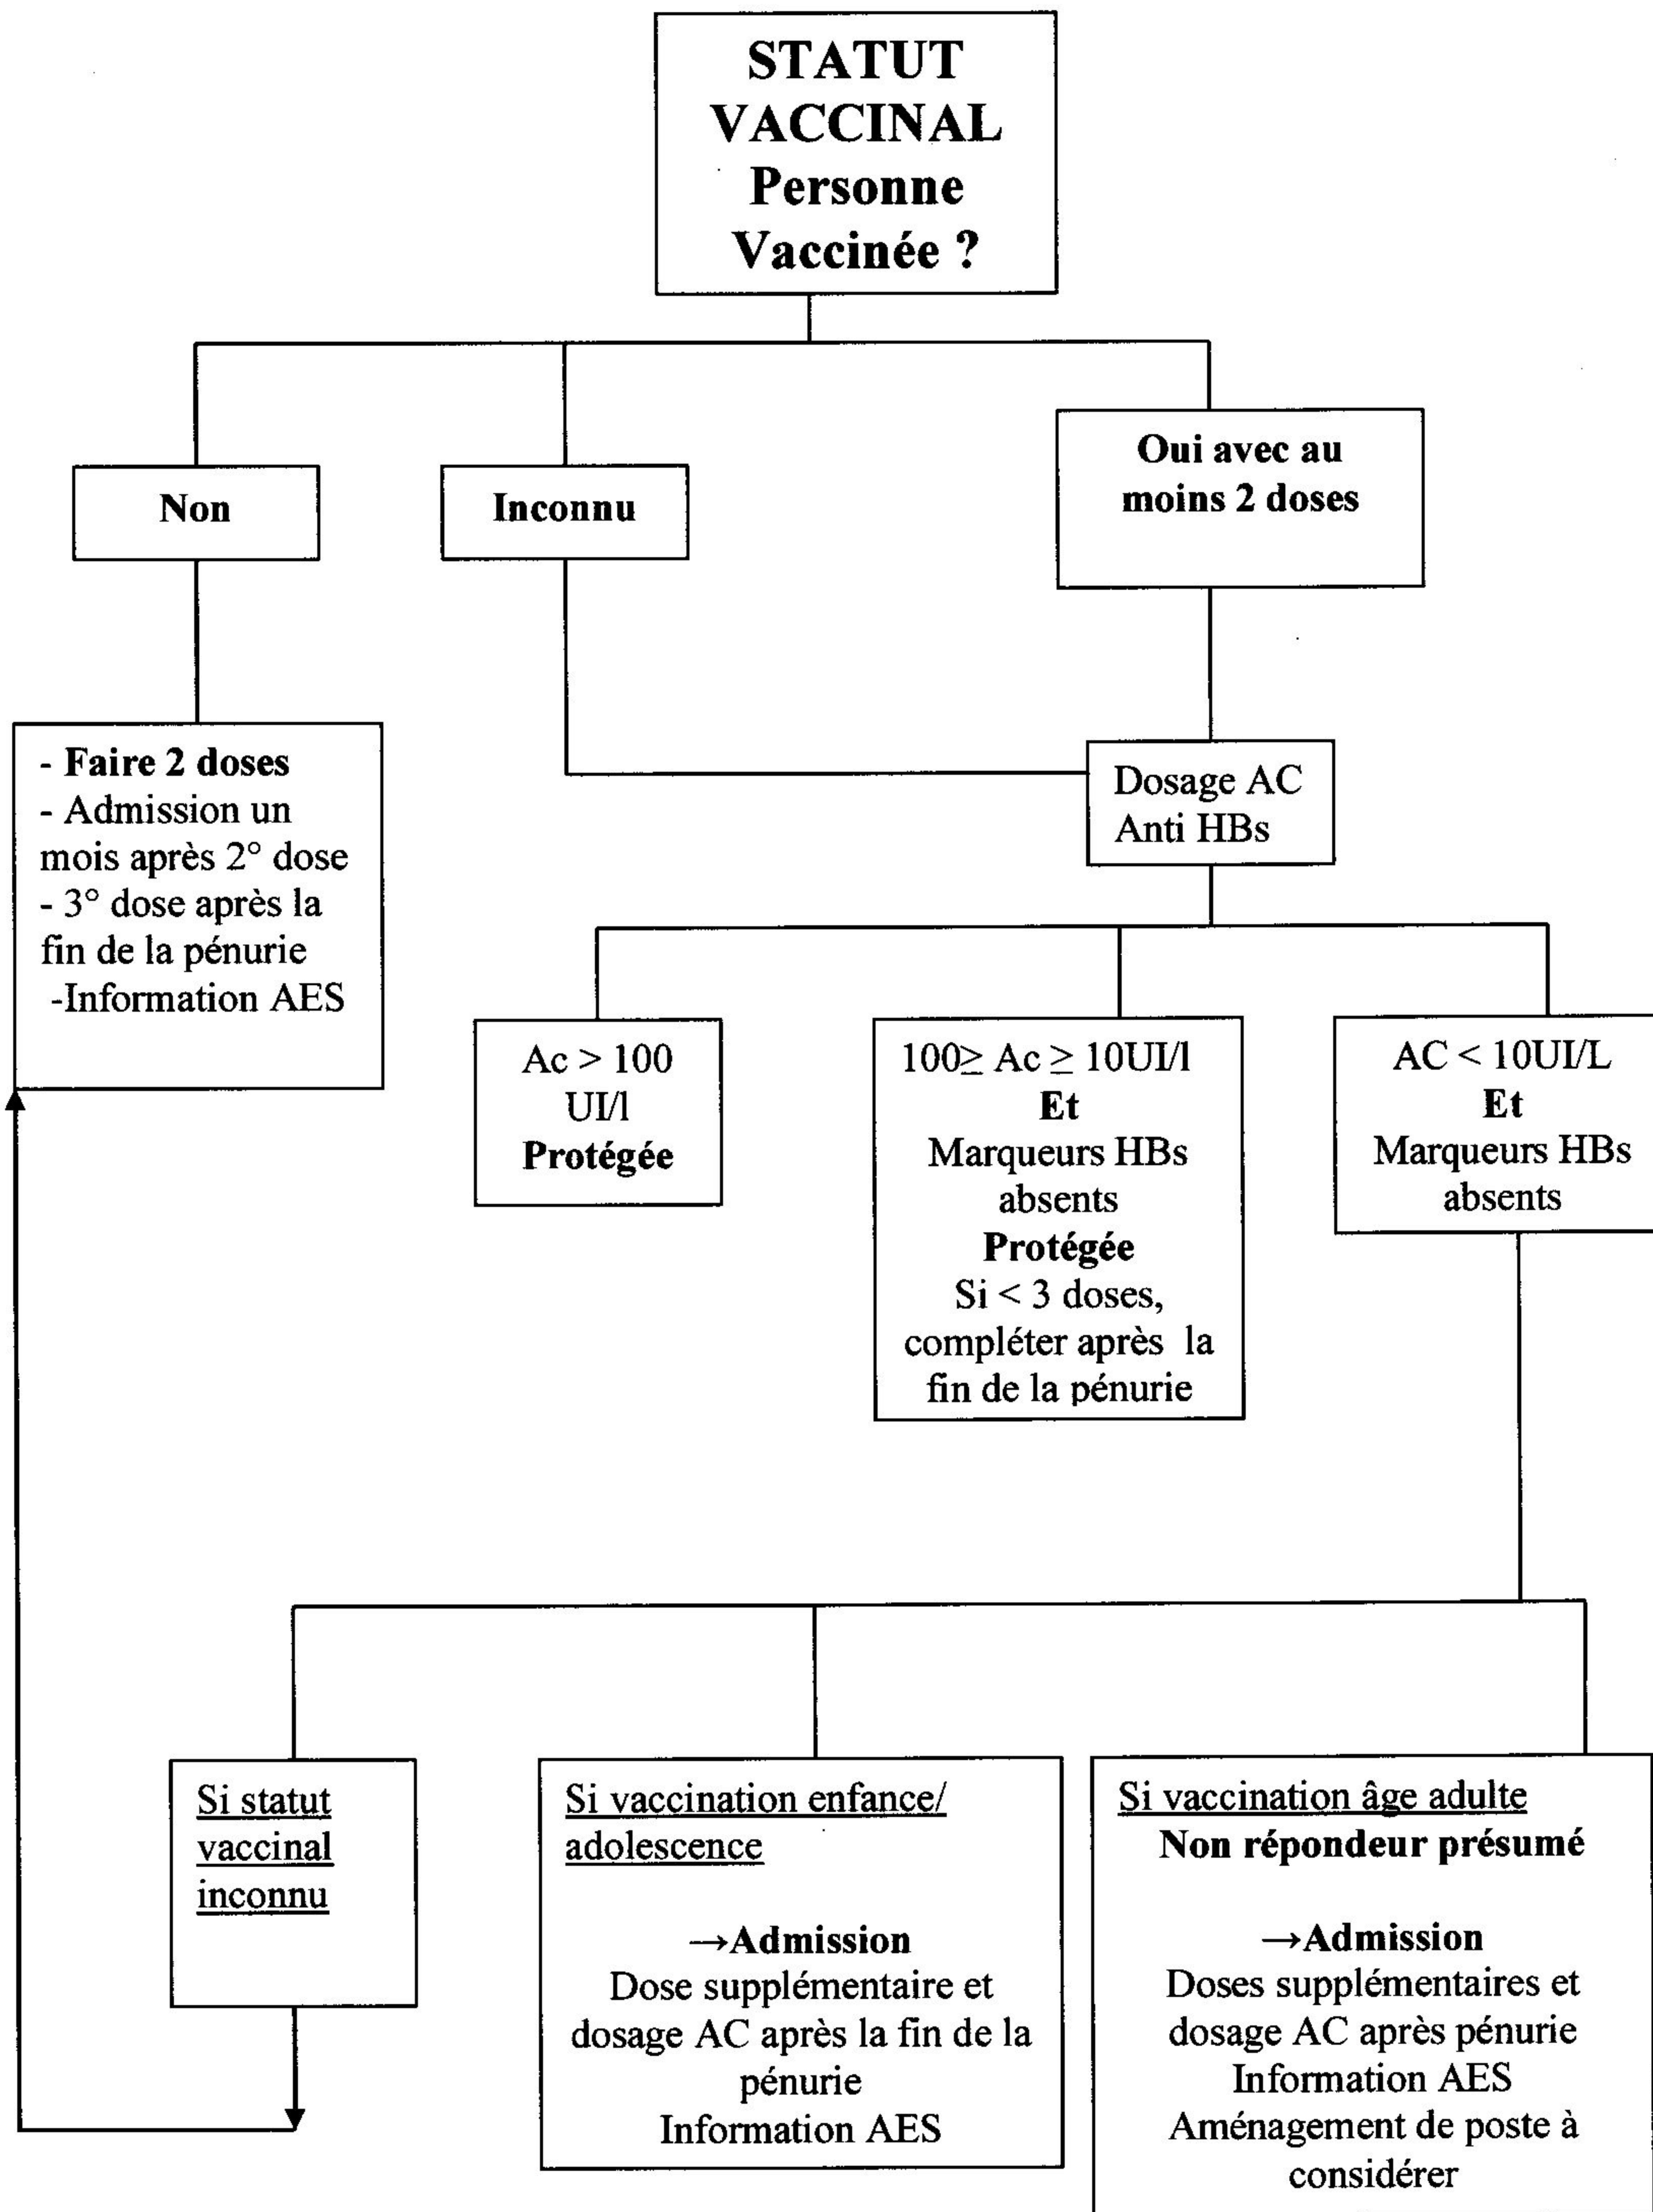 STATUT
VACCINAL
Personne
Vaccinée ?
Non
Inconnu
Oui avec au
moins 2 doses
- Faire 2 doses
- Admission un
mois après 2° dose
- 3° dose après la
fin de la pénurie
-Information AES
Dosage AC
Anti HBs
Ac > 100
UI/l
Protégée
100≥ Ac ≥ 10UI/l
Et
Marqueurs HBs
absents
Protégée
Si < 3 doses,
compléter après la
fin de la pénurie
AC < 10UI/L
Et
Marqueurs HBs
absents
Si statut
vaccinal
inconnu
Si vaccination enfance/
adolescence
→Admission
Dose supplémentaire et
dosage AC après la fin de la
pénurie
Information AES
Si vaccination âge adulte
Non répondeur présumé
→Admission
Doses supplémentaires et
dosage AC après pénurie
Information AES
Aménagement de poste à
considérer